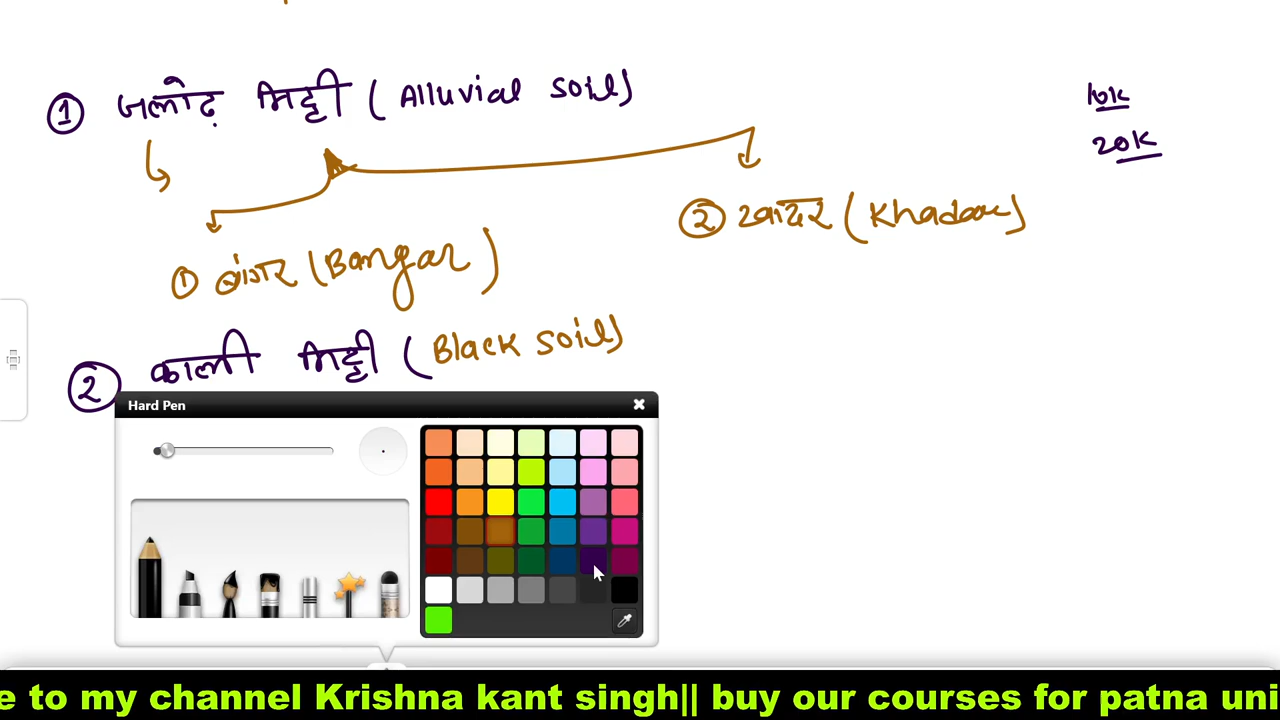 ① जलोढ़ मिट्टी (Alluvial soil)
10K
20K
② खादर (Khadar)
① बांगर (Bangar)
② काली मिट्टी (Black soil)
Hard Pen
e to my channel Krishna kant singh|| buy our courses for patna uni